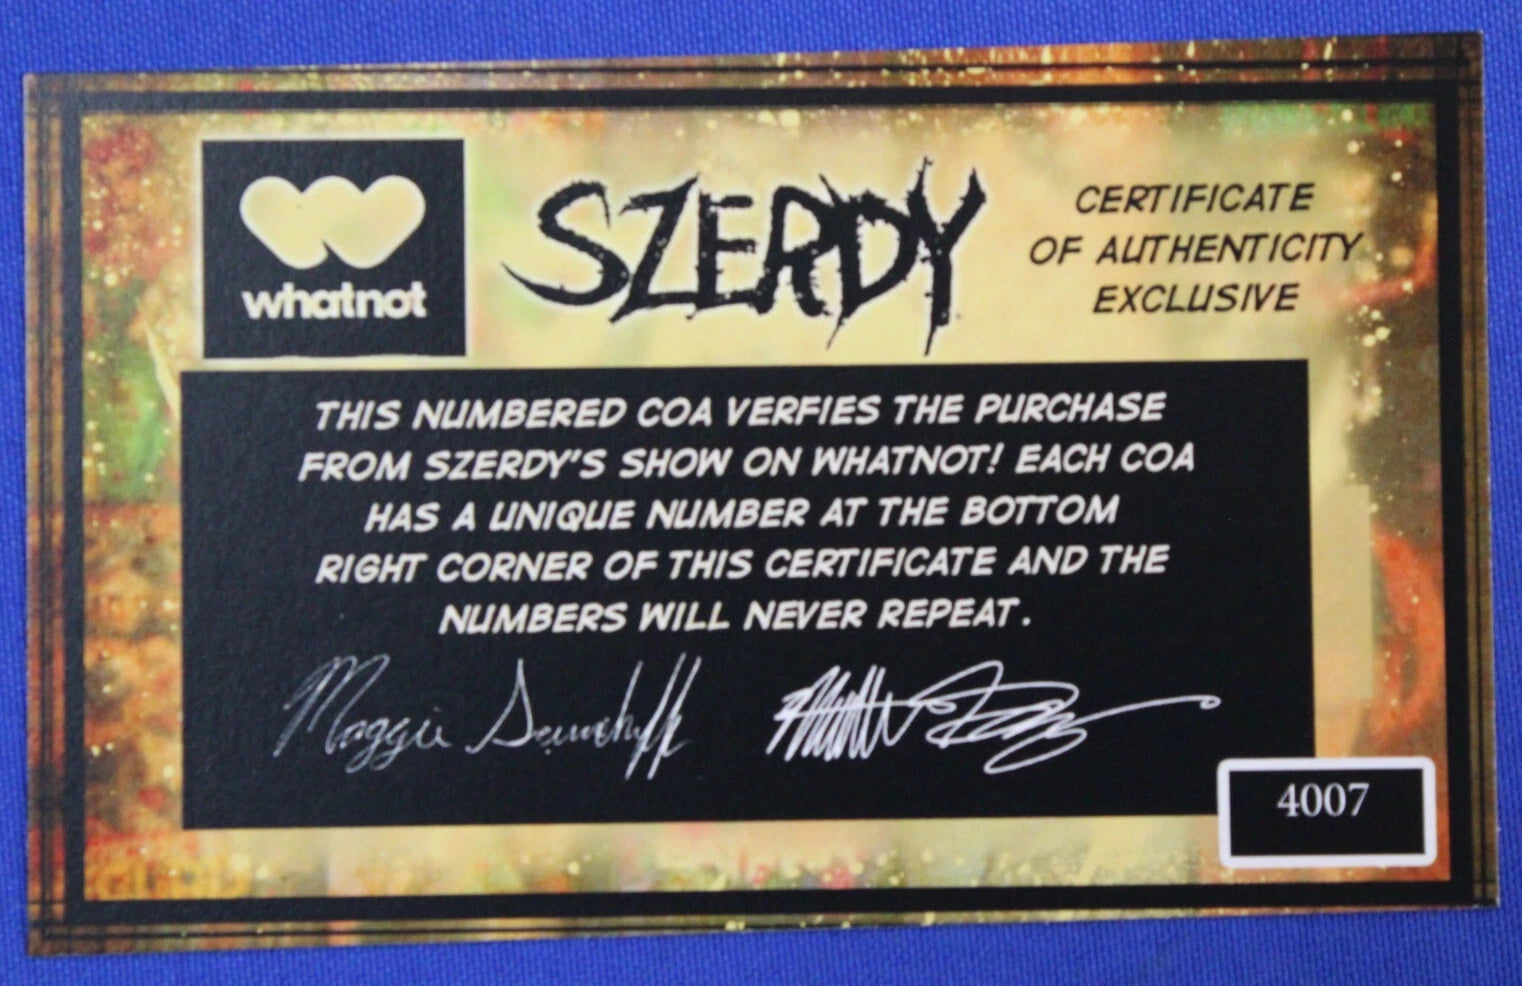 whatnot
SZERDY
CERTIFICATE
OF AUTHENTICITY
EXCLUSIVE
THIS NUMBERED COA VERFIES THE PURCHASE
FROM SZERDY'S SHOW ON WHATNOT! EACH COA
HAS A UNIQUE NUMBER AT THE BOTTOM
RIGHT CORNER OF THIS CERTIFICATE AND THE
NUMBERS WILL NEVER REPEAT.
Maggie
4007